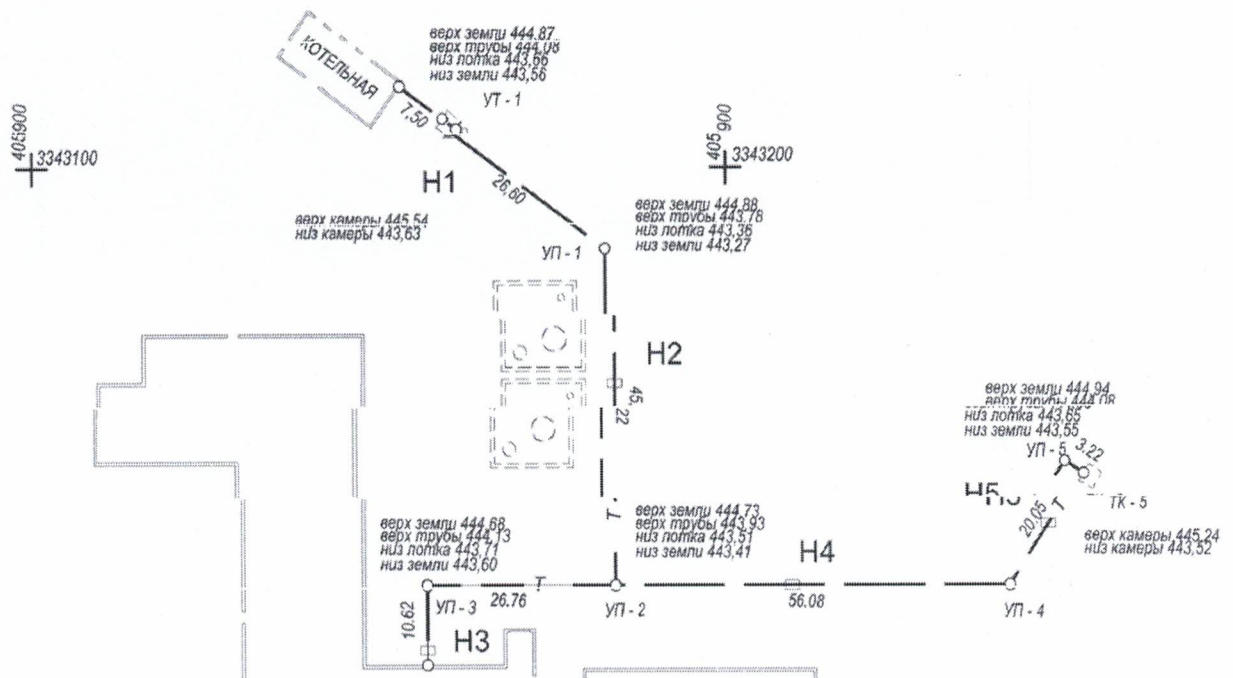 верх земли 444,87
верх трубы 444,08
низ лотка 443,66
низ земли 443,56
КОТЕЛЬНАЯ
УТ - 1
7,50
405900
3343100
405900
3343200
Н1
26,60
верх камеры 445,54
низ камеры 443,63
верх земли 444,88
верх трубы 443,78
низ лотка 443,36
низ земли 443,27
УП - 1
Н2
45,22
верх земли 444,94
верх трубы 444,08
низ лотка 443,65
низ земли 443,55
УП - 5
3,22
Н5
20.05
Т
ТК - 5
верх камеры 445,24
низ камеры 443,52
верх земли 444,68
верх трубы 444,13
низ лотка 443,71
низ земли 443,60
Т
верх земли 444,73
верх трубы 443,93
низ лотка 443,51
низ земли 443,41
Н4
УП - 3
26.76
Т
УП - 2
56.08
УП - 4
10.62
Н3